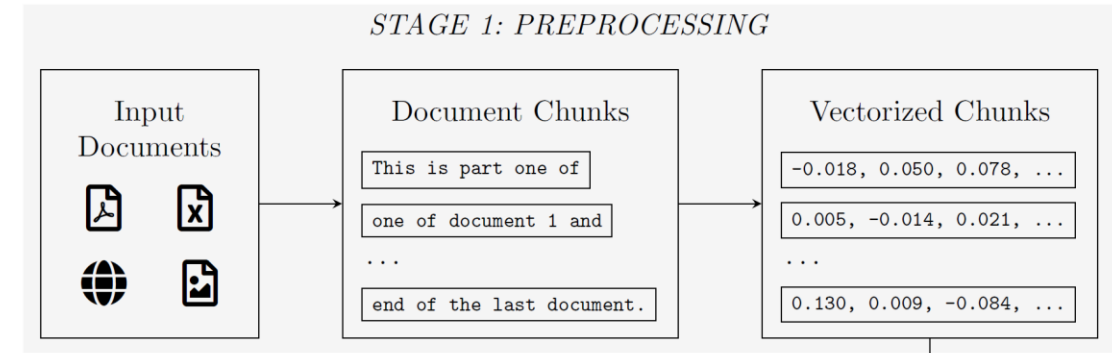 STAGE 1: PREPROCESSING
Input
Documents
X
Document Chunks
This is part one of
one of document 1 and
...
end of the last document.
Vectorized Chunks
-0.018, 0.050, 0.078, ...
0.005, -0.014, 0.021, ...
...
0.130, 0.009, -0.084, ...